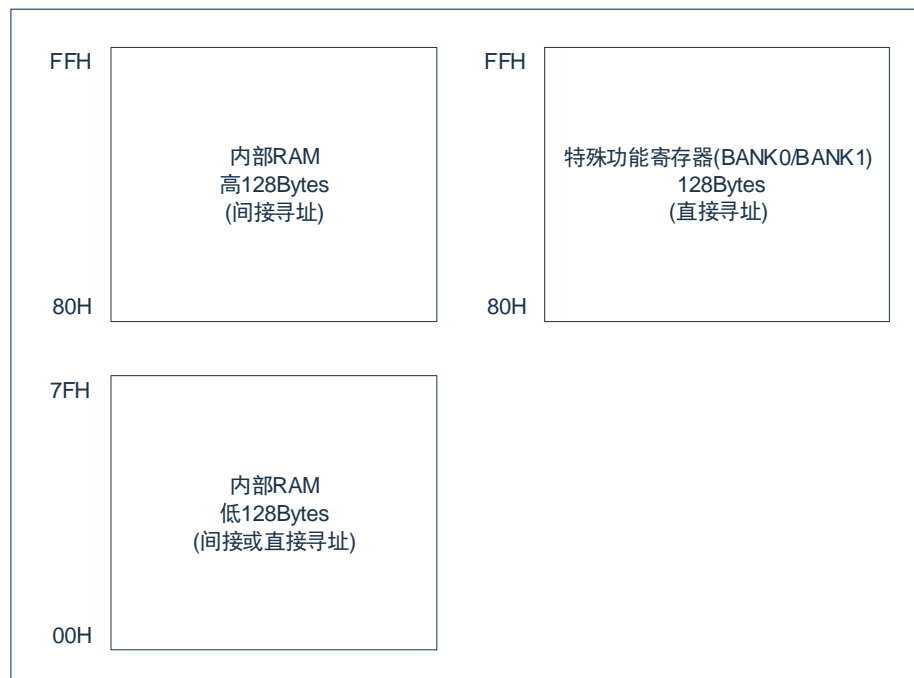 FFH
内部RAM
高128Bytes
(间接寻址)
80H
FFH
特殊功能寄存器(BANK0/BANK1)
128Bytes
(直接寻址)
80H
7FH
内部RAM
低128Bytes
(间接或直接寻址)
00H